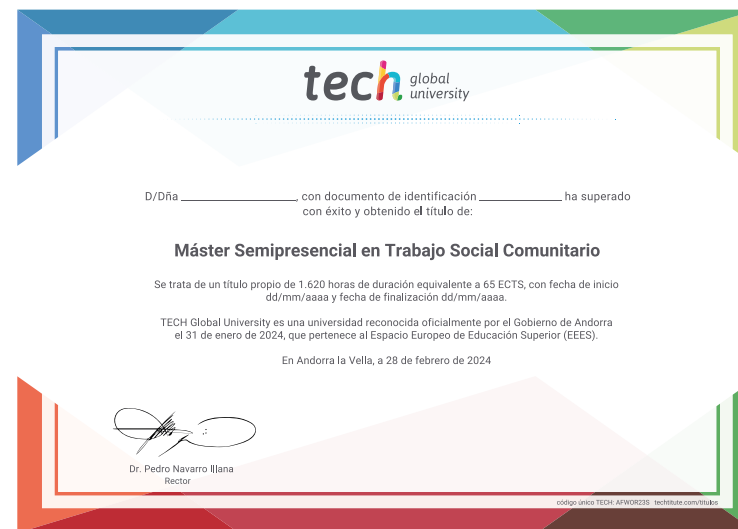 tech global university
D/Dña ______________, con documento de identificación ______________ ha superado
con éxito y obtenido el título de:
Máster Semipresencial en Trabajo Social Comunitario
Se trata de un título propio de 1.620 horas de duración equivalente a 65 ECTS, con fecha de inicio
dd/mm/aaaa y fecha de finalización dd/mm/aaaa.
TECH Global University es una universidad reconocida oficialmente por el Gobierno de Andorra
el 31 de enero de 2024, que pertenece al Espacio Europeo de Educación Superior (EEES).
En Andorra la Vella, a 28 de febrero de 2024
Dr. Pedro Navarro Illana
Rector
código único TECH: AFWOR23S techtitute.com/titulos